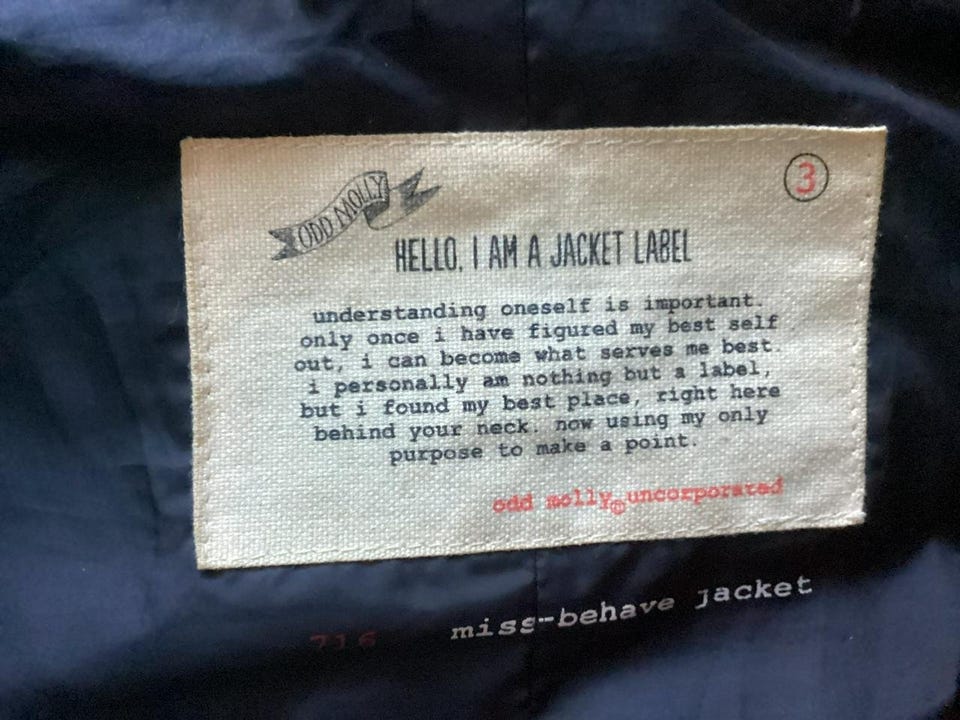 ODD MOLLY
3
HELLO. I AM A JACKET LABEL
understanding oneself is important.
only once i have figured my best self
out, i can become what serves me best.
i personally am nothing but a label,
but i found my best place, right here
behind your neck. now using my only
purpose to make a point.
odd molly©uncorporated
716 miss-behave jacket